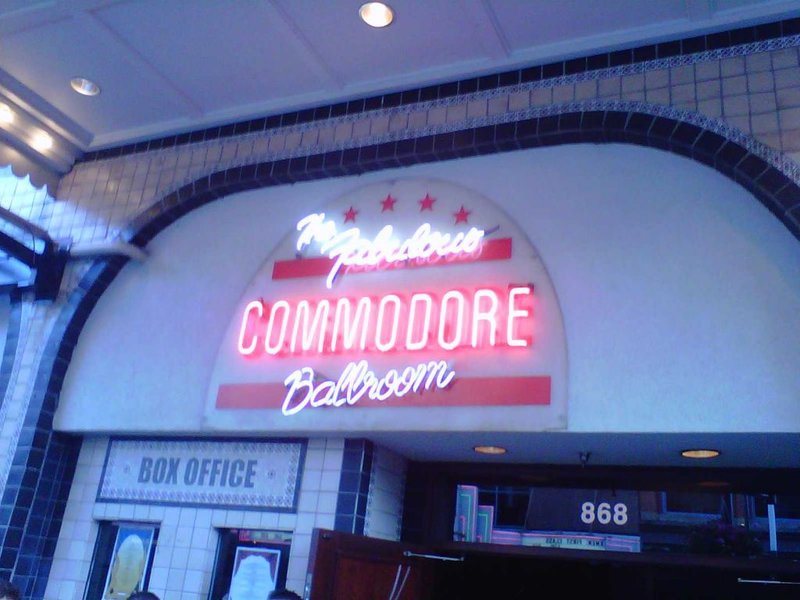 The Fabulous
COMMODORE
Ballroom
BOX OFFICE
868